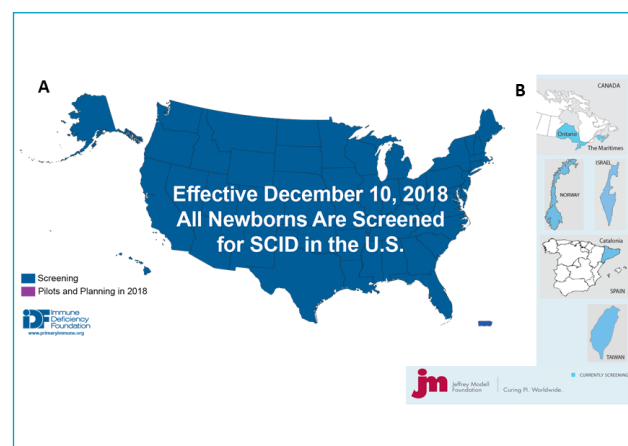 A
B
Effective December 10, 2018
All Newborns Are Screened
for SCID in the U.S.
Screening
Pilots and Planning in 2018
IDF Immune
Deficiency
Foundation
www.primaryimmune.org
CANADA
Ontario
The Maritimes
NORWAY
ISRAEL
Catalonia
SPAIN
TAIWAN
CURRENTLY SCREENING
jm Jeffrey Modell
Foundation
Curing PI. Worldwide.